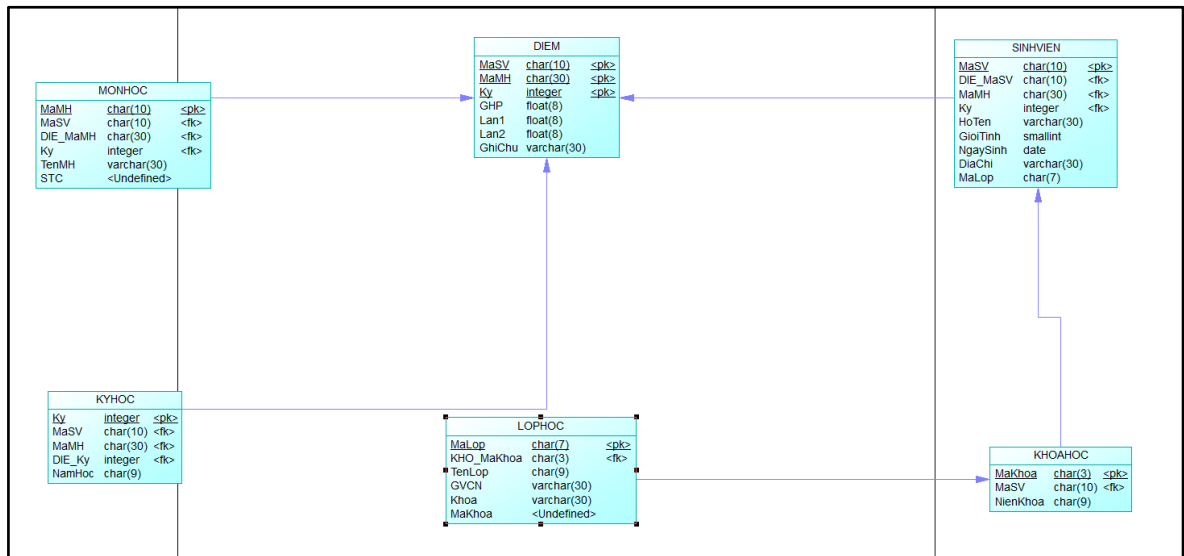 DIEM
MaSV char(10) <pk>
MaMH char(30) <pk>
Ky integer <pk>
GHP float(8)
Lan1 float(8)
Lan2 float(8)
GhiChu varchar(30)
SINHVIEN
MaSV char(10) <pk>
DIE_MaSV char(10) <fk>
MaMH char(30) <fk>
Ky integer <fk>
HoTen varchar(30)
GioiTinh smallint
NgaySinh date
DiaChi varchar(30)
MaLop char(7)
MONHOC
MaMH char(10) <pk>
MaSV char(10) <fk>
DIE_MaMH char(30) <fk>
Ky integer <fk>
TenMH varchar(30)
STC <Undefined>
KYHOC
Ky integer <pk>
MaSV char(10) <fk>
MaMH char(30) <fk>
DIE_Ky integer <fk>
NamHoc char(9)
LOPHOC
MaLop char(7) <pk>
KHO_MaKhoa char(3) <fk>
TenLop char(9)
GVCN varchar(30)
Khoa varchar(30)
MaKhoa <Undefined>
KHOAHOC
MaKhoa char(3) <pk>
MaSV char(10) <fk>
NienKhoa char(9)